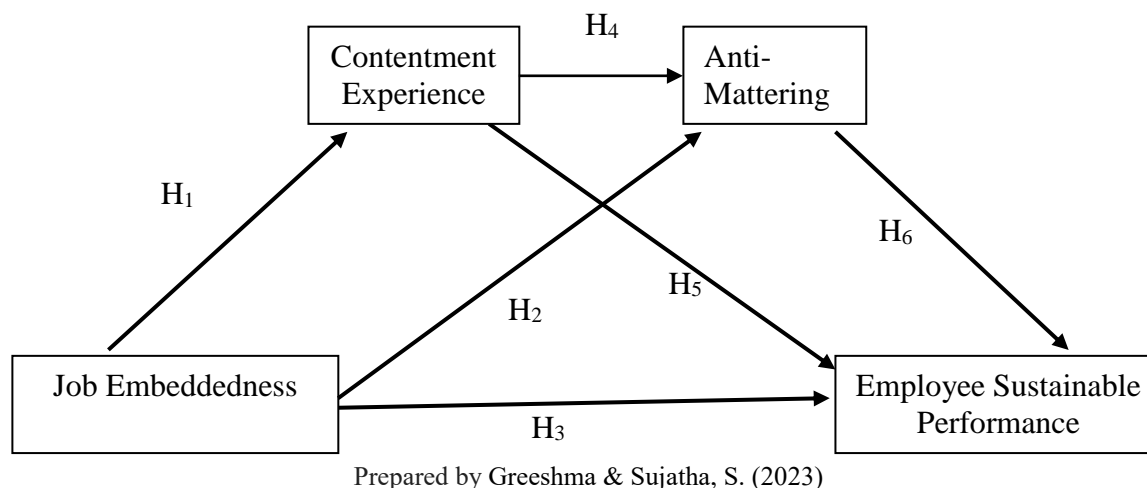 H₄
Contentment
Experience
Anti-
Mattering
H₁
H₆
H₂
H₅
Job Embeddedness
Employee Sustainable
Performance
H₃
Prepared by Greeshma & Sujatha, S. (2023)